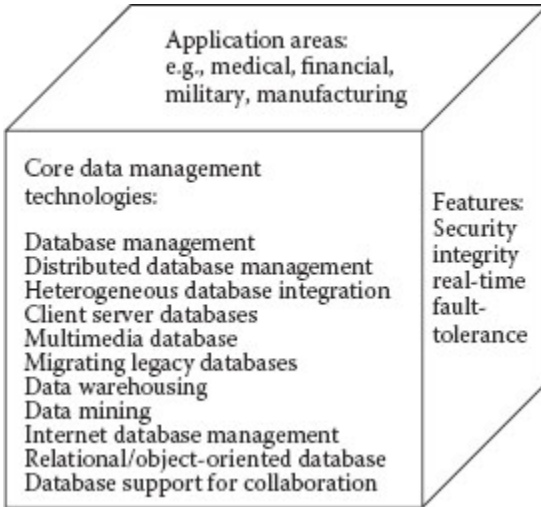 Application areas:
e.g., medical, financial,
military, manufacturing
Core data management
technologies:
Database management
Distributed database management
Heterogeneous database integration
Client server databases
Multimedia database
Migrating legacy databases
Data warehousing
Data mining
Internet database management
Relational/object-oriented database
Database support for collaboration
Features:
Security
integrity
real-time
fault-
tolerance